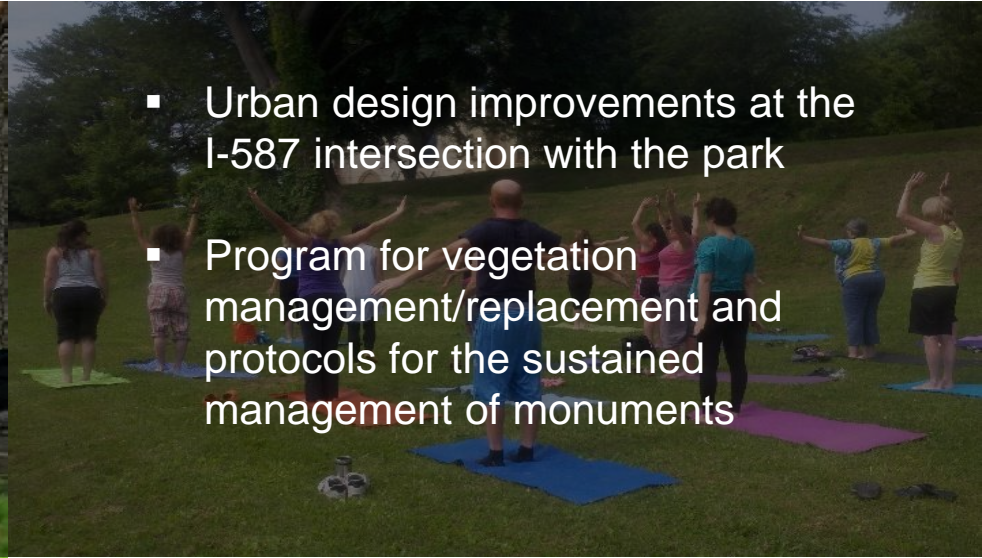 ▪ Urban design improvements at the
I-587 intersection with the park
▪ Program for vegetation
management/replacement and
protocols for the sustained
management of monuments